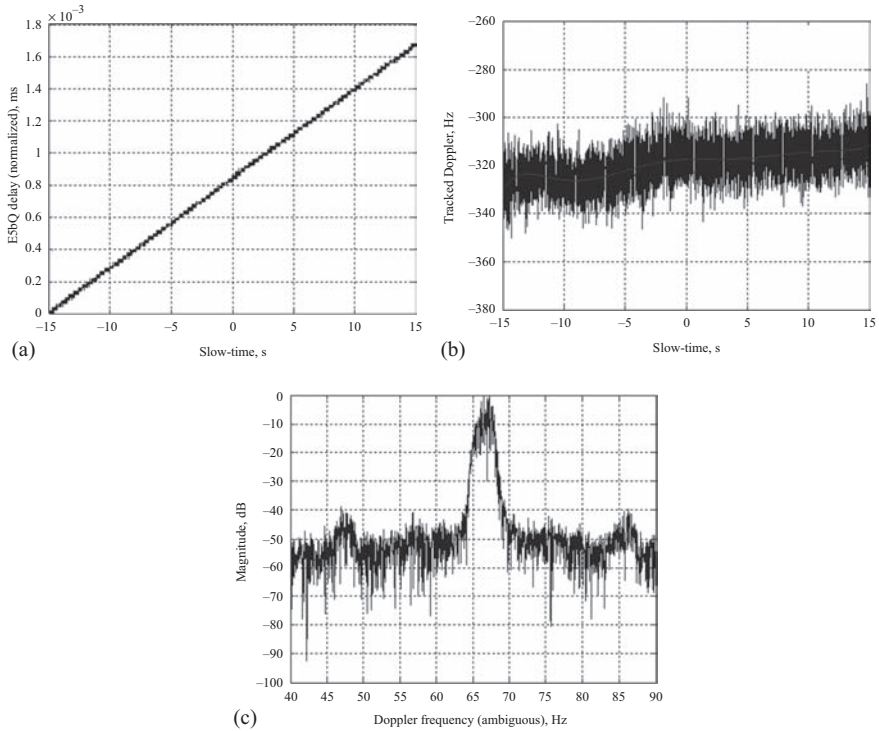 1.8 × 10⁻³
1.6
1.4
1.2
1
0.8
0.6
0.4
0.2
0
E5bQ delay (normalized), ms
−15 −10 −5 0 5 10 15
Slow-time, s
(a)
−260
−280
−300
−320
−340
−360
−380
Tracked Doppler, Hz
−15 −10 −5 0 5 10 15
Slow-time, s
(b)
0
−10
−20
−30
−40
−50
−60
−70
−80
−90
−100
Magnitude, dB
40 45 50 55 60 65 70 75 80 85 90
Doppler frequency (ambiguous), Hz
(c)